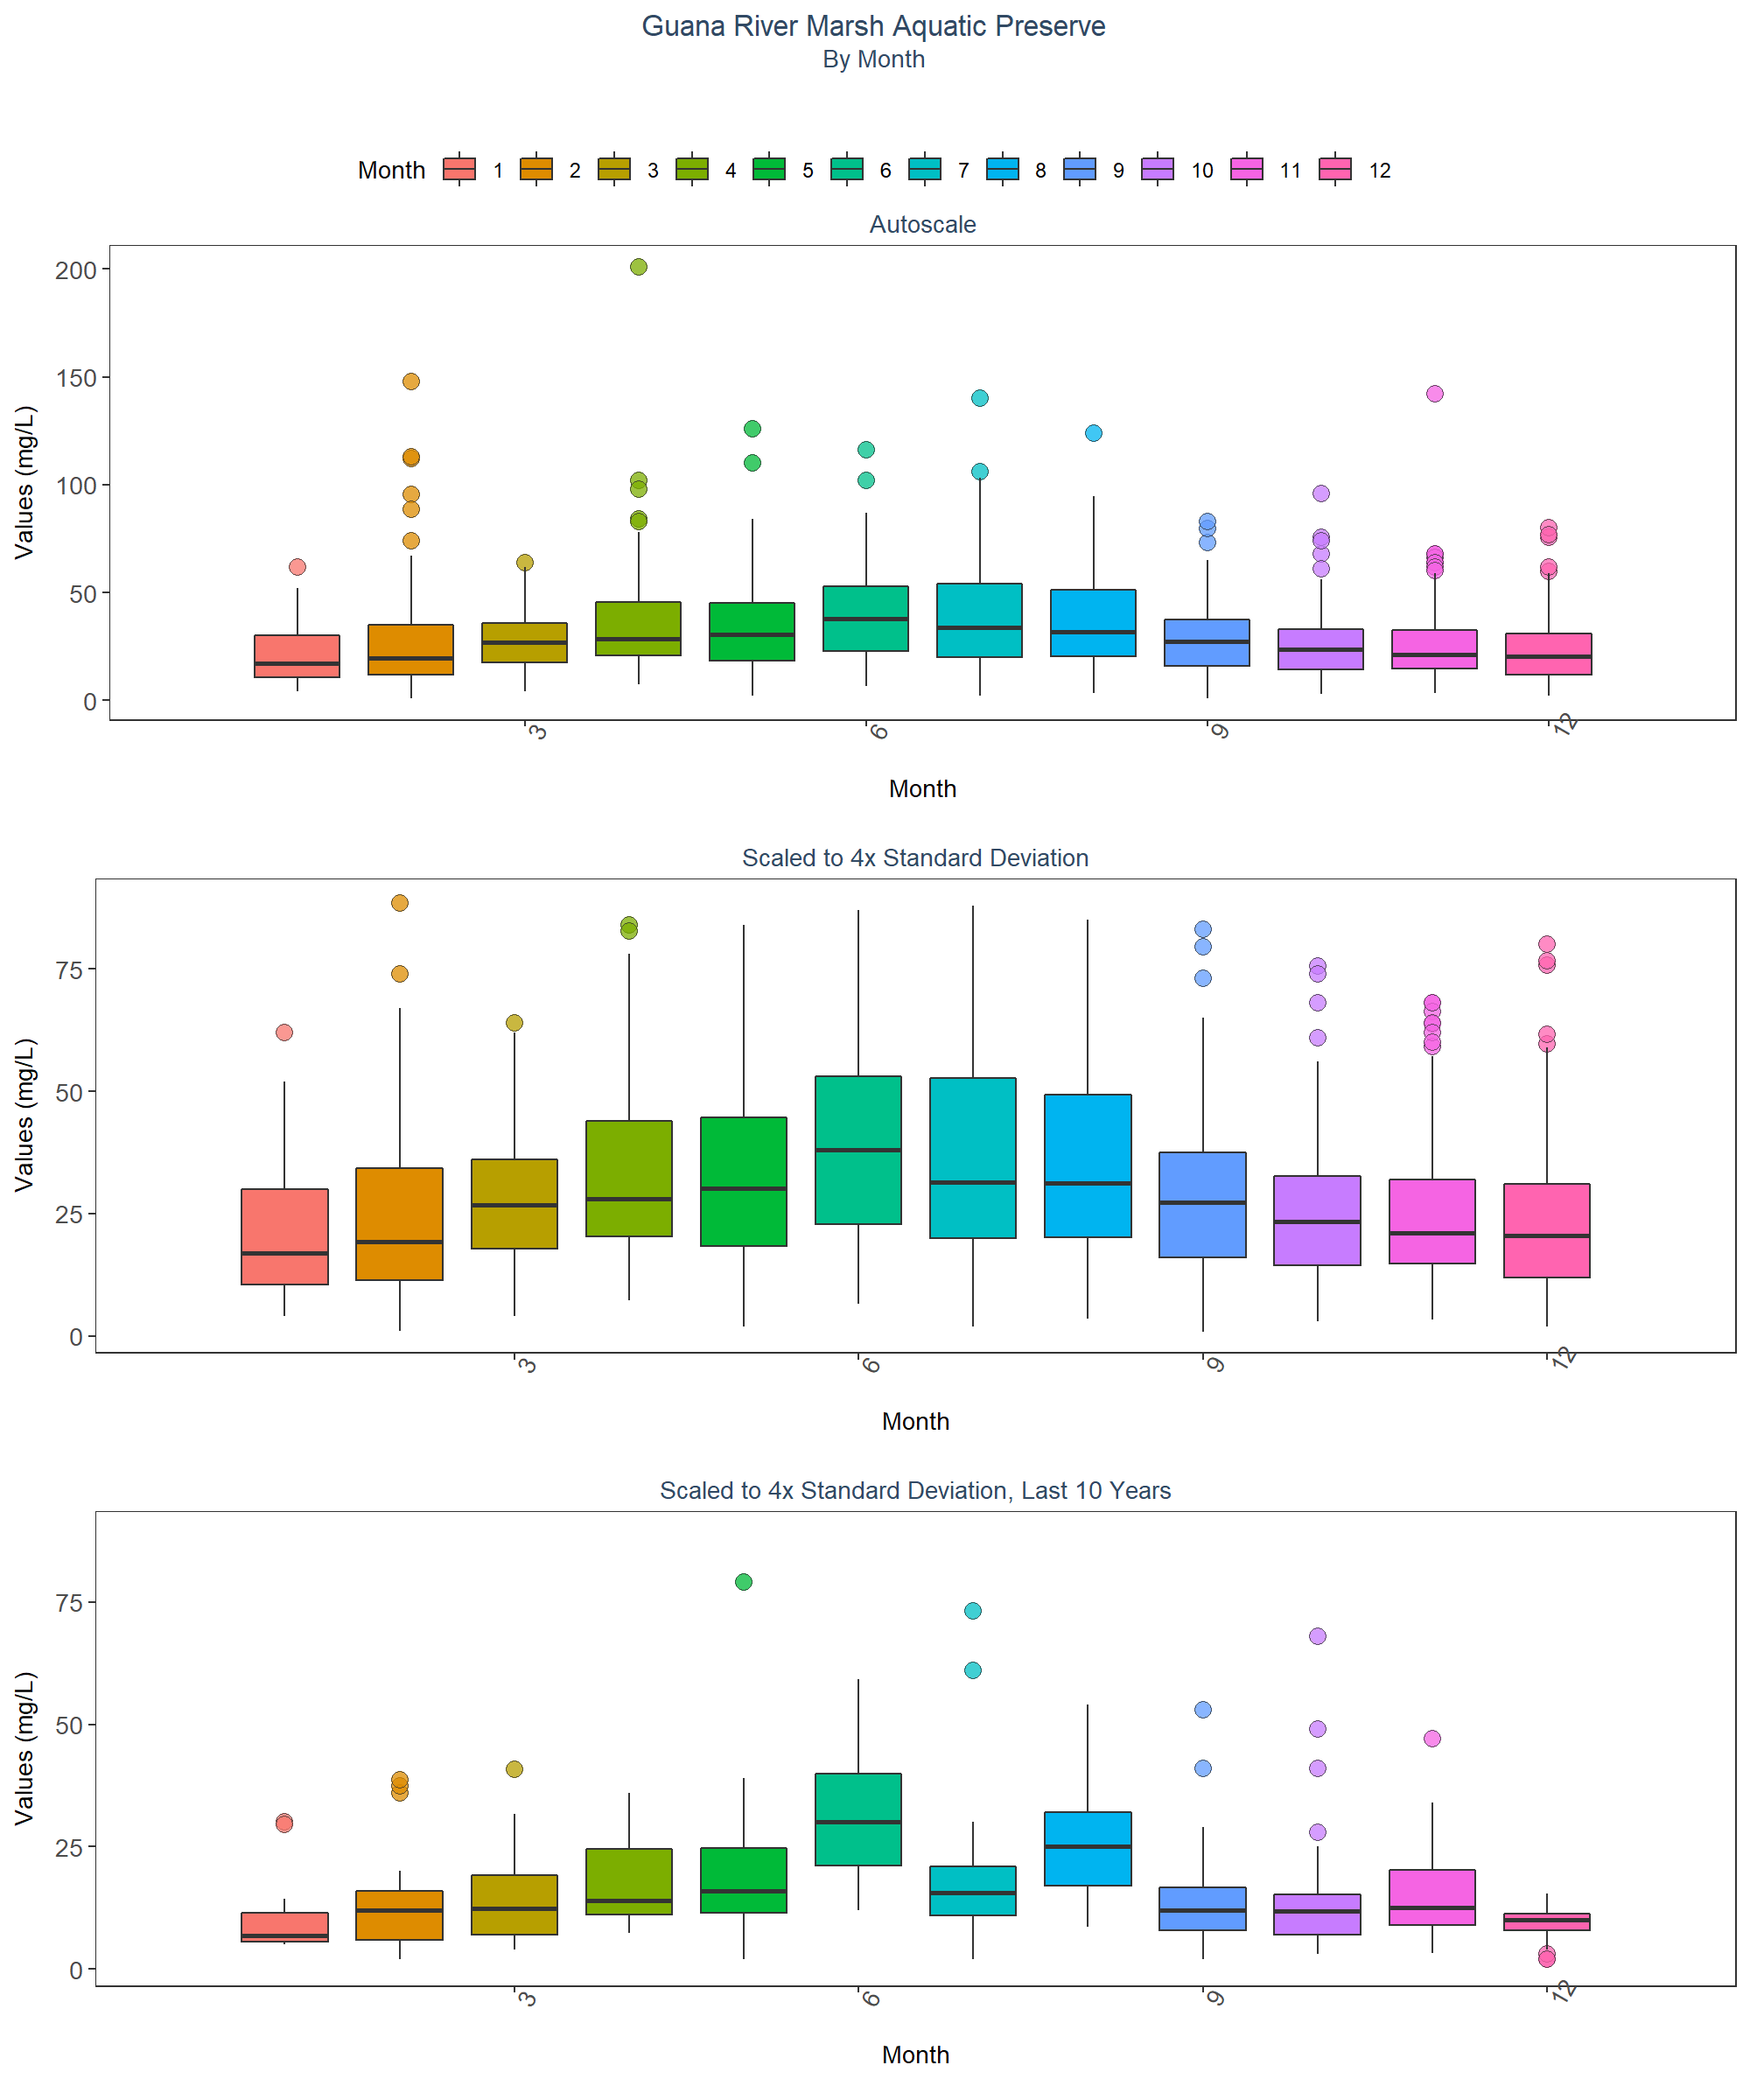 Guana River Marsh Aquatic Preserve
By Month
Month 1 2 3 4 5 6 7 8 9 10 11 12
Autoscale
Values (mg/L)
200
150
100
50
0
3 6 9 12
Month
Scaled to 4x Standard Deviation
Values (mg/L)
75
50
25
0
3 6 9 12
Month
Scaled to 4x Standard Deviation, Last 10 Years
Values (mg/L)
75
50
25
0
3 6 9 12
Month